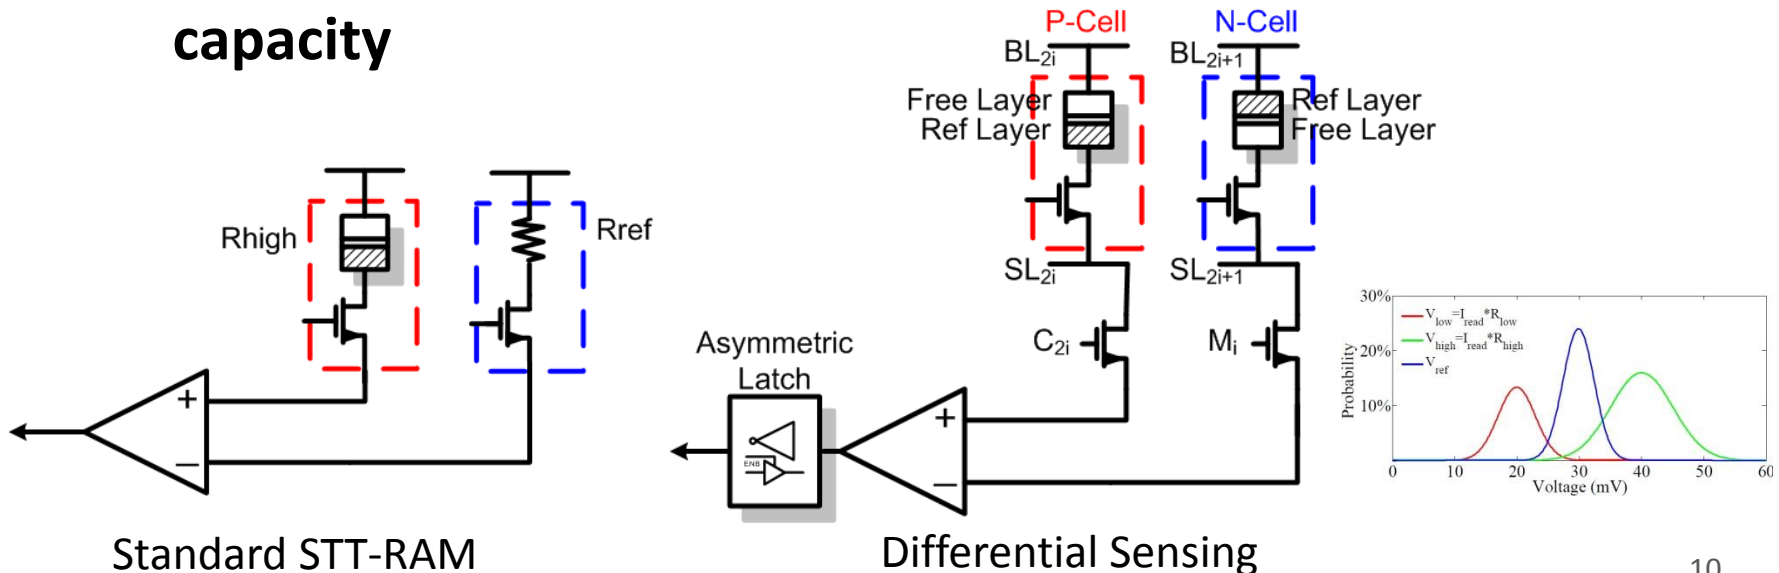 capacity
Rhigh
Rref
+
−
Standard STT-RAM
P-Cell
N-Cell
BL2i
BL2i+1
Free Layer
Ref Layer
Ref Layer
Free Layer
SL2i
SL2i+1
C2i
Mi
Asymmetric
Latch
ENB
+
−
Differential Sensing
30%
20%
10%
Probability
Vlow=Iread*Rlow
Vhigh=Iread*Rhigh
Vref
0 10 20 30 40 50 60
Voltage (mV)
10